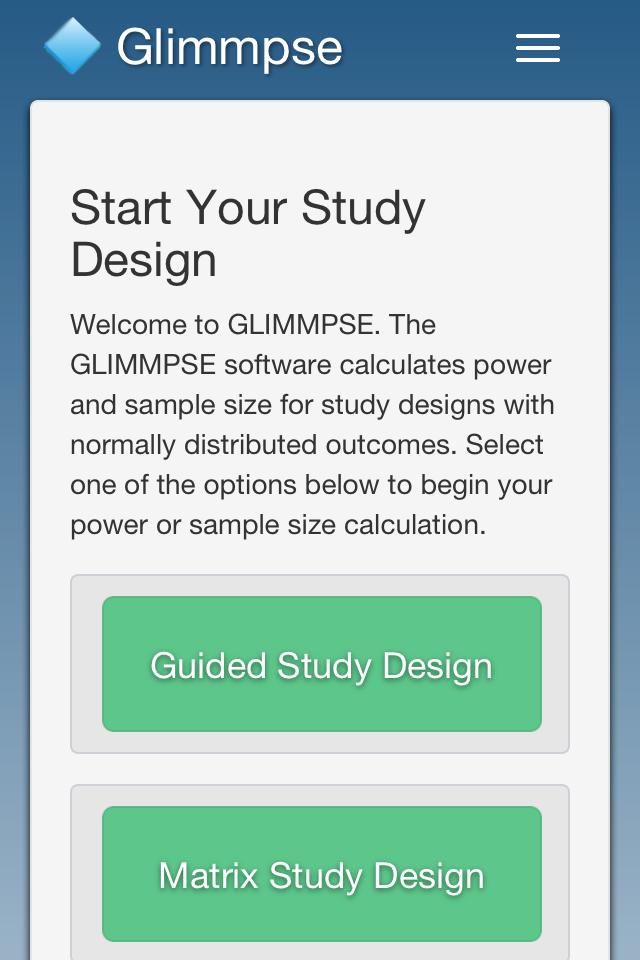 Glimmpse
Start Your Study
Design
Welcome to GLIMMPSE. The
GLIMMPSE software calculates power
and sample size for study designs with
normally distributed outcomes. Select
one of the options below to begin your
power or sample size calculation.
Guided Study Design
Matrix Study Design